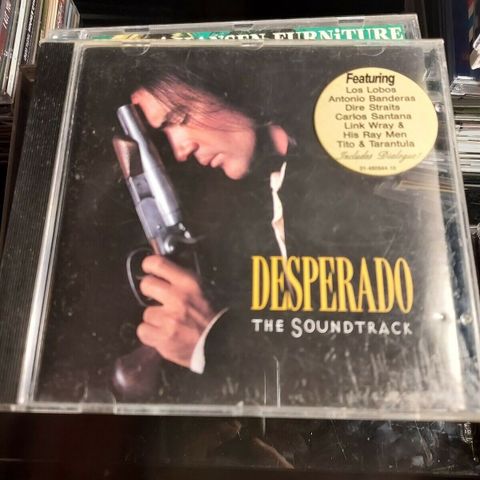 FURNiTURE
Featuring
Los Lobos
Antonio Banderas
Dire Straits
Carlos Santana
Link Wray &
His Ray Men
Tito & Tarantula
Includes Dialogue!
DESPERADO
THE SOUNDTRACK